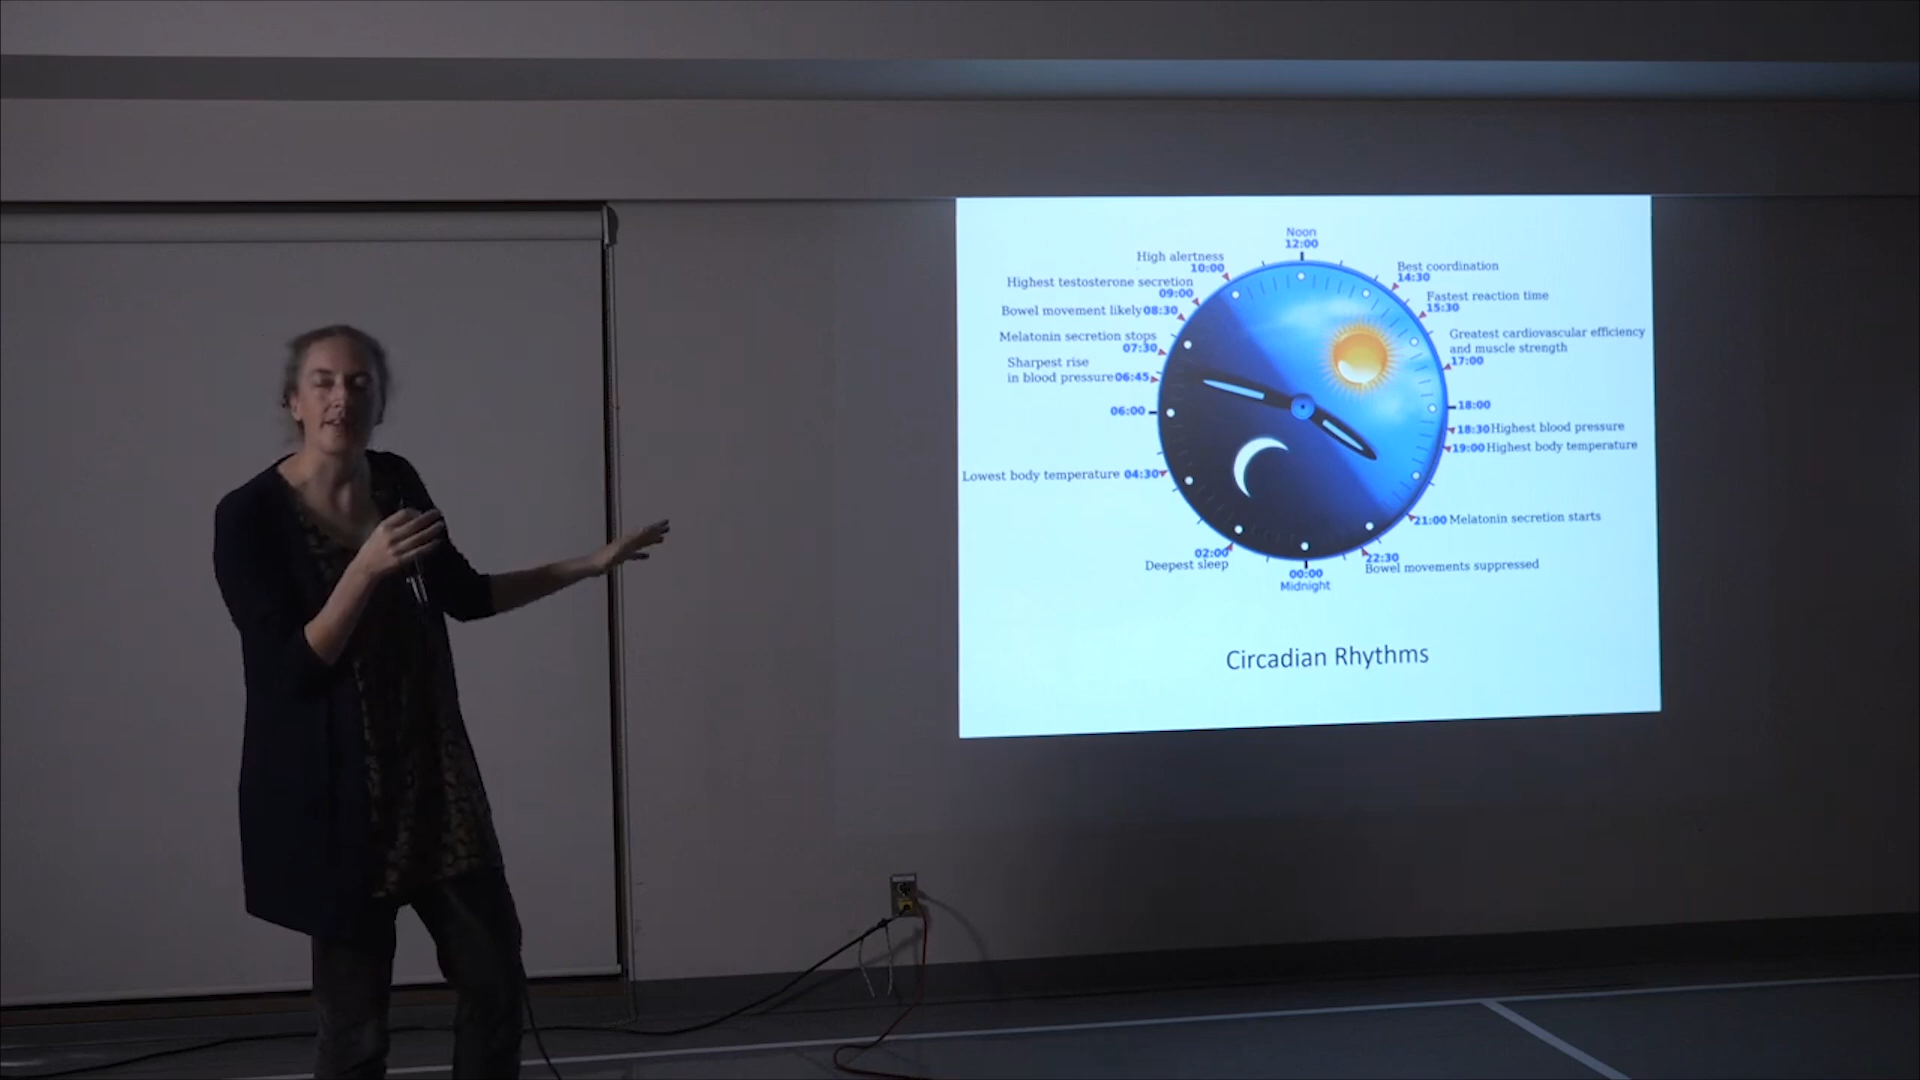 Noon
12:00
High alertness
10:00
Highest testosterone secretion
09:00
Bowel movement likely 08:30
Melatonin secretion stops
07:30
Sharpest rise
in blood pressure 06:45
06:00
Lowest body temperature 04:30
02:00
Deepest sleep
00:00
Midnight
Best coordination
14:30
Fastest reaction time
15:30
Greatest cardiovascular efficiency
and muscle strength
17:00
18:00
18:30 Highest blood pressure
19:00 Highest body temperature
21:00 Melatonin secretion starts
22:30
Bowel movements suppressed
Circadian Rhythms